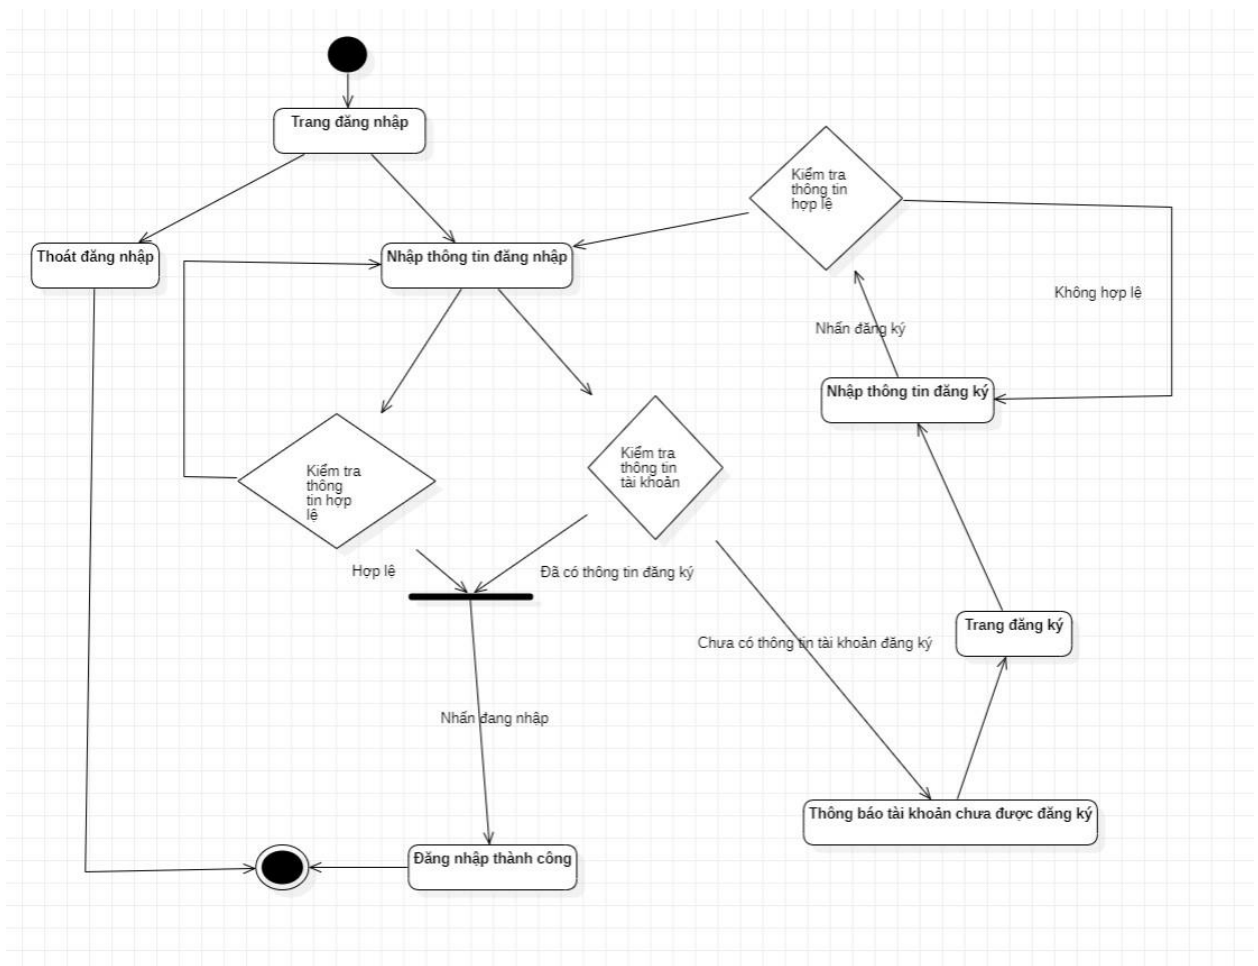 Trang đăng nhập
Kiểm tra
thông tin
hợp lệ
Thoát đăng nhập
Nhập thông tin đăng nhập
Không hợp lệ
Nhấn đăng ký
Nhập thông tin đăng ký
Kiểm tra
thông
tin hợp
lệ
Kiểm tra
thông tin
tài khoản
Hợp lệ
Đã có thông tin đăng ký
Trang đăng ký
Chưa có thông tin tài khoản đăng ký
Nhấn đang nhập
Thông báo tài khoản chưa được đăng ký
Đăng nhập thành công